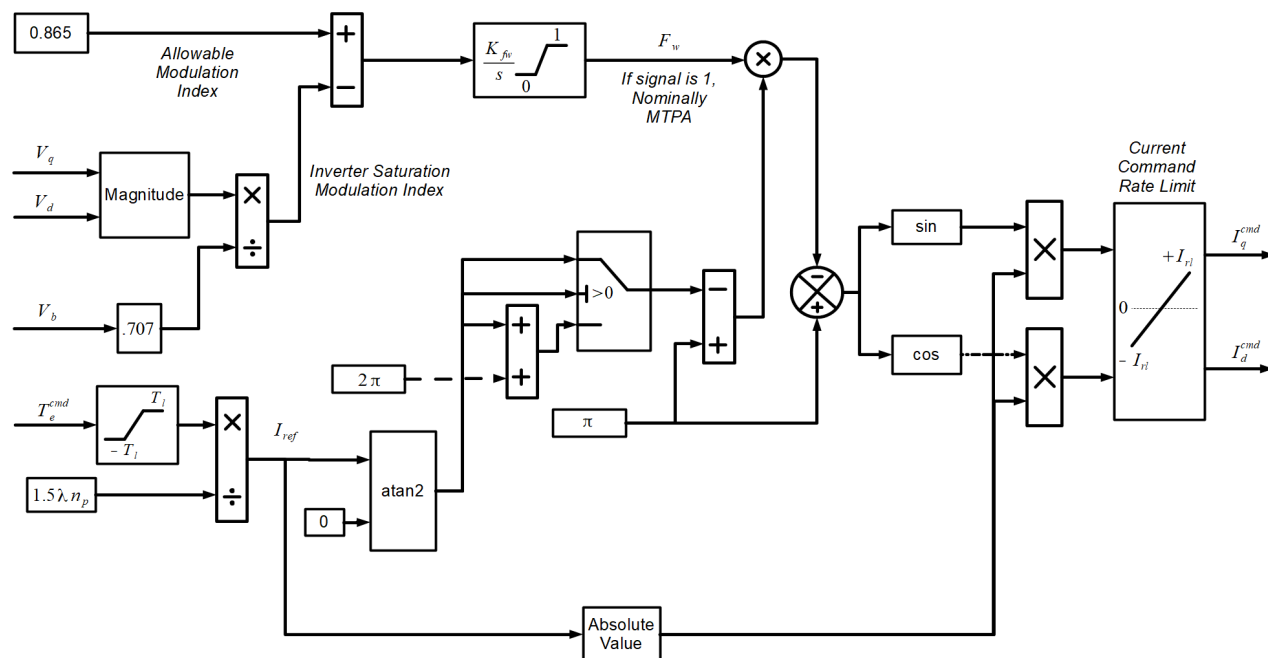 0.865
+
−
Allowable
Modulation
Index
K_fw
s
1
0
F_w
If signal is 1,
Nominally
MTPA
×
V_q
V_d
Magnitude
×
÷
Inverter Saturation
Modulation Index
V_b
.707
>0
+
+
2π
−
+
π
−
+
sin
cos
×
×
Current
Command
Rate Limit
+I_rl
0
− I_rl
I_q^cmd
I_d^cmd
T_e^cmd
T_l
− T_l
×
÷
1.5λn_p
I_ref
atan2
0
Absolute
Value